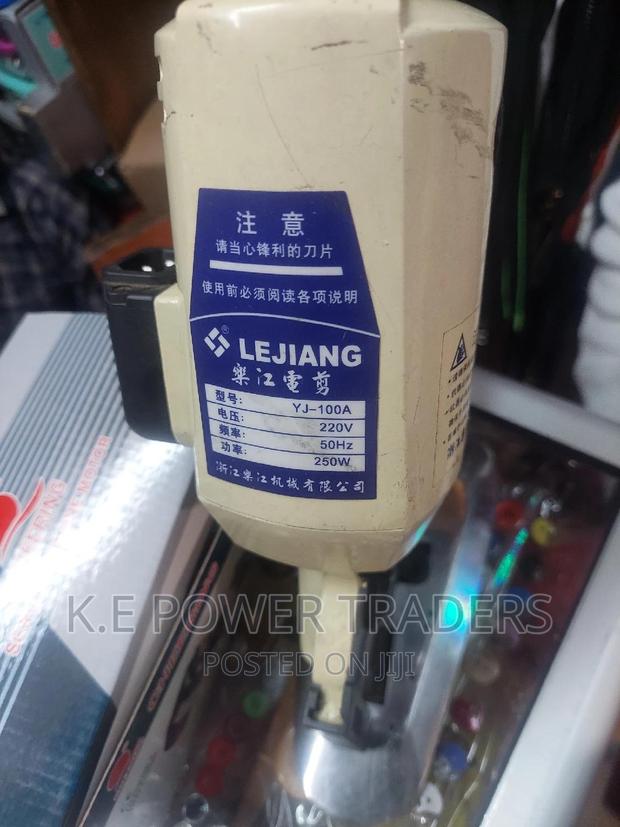 注意
请当心锋利的刀片
使用前必须阅读各项说明
® LEJIANG
樂江電剪
型号: YJ-100A
电压: 220V
频率: 50Hz
功率: 250W
浙江樂江机械有限公司
K.E POWER TRADERS
POSTED ON JIJI
MOTOR